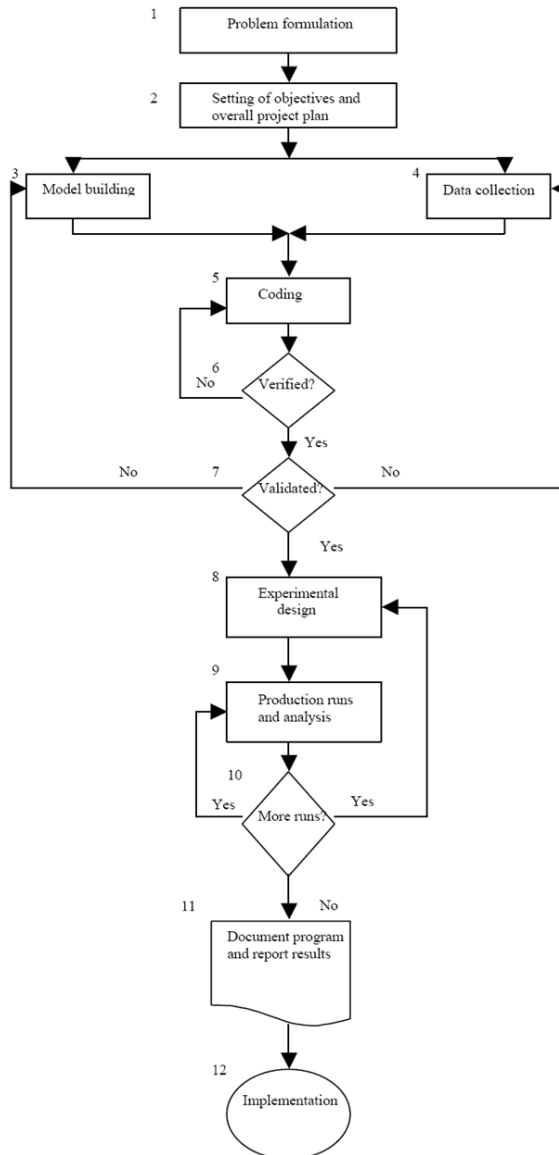 1
Problem formulation
2
Setting of objectives and
overall project plan
3
Model building
4
Data collection
5
Coding
6
No
Verified?
Yes
No
7
No
Validated?
Yes
8
Experimental
design
9
Production runs
and analysis
10
Yes
Yes
More runs?
No
11
Document program
and report results
12
Implementation